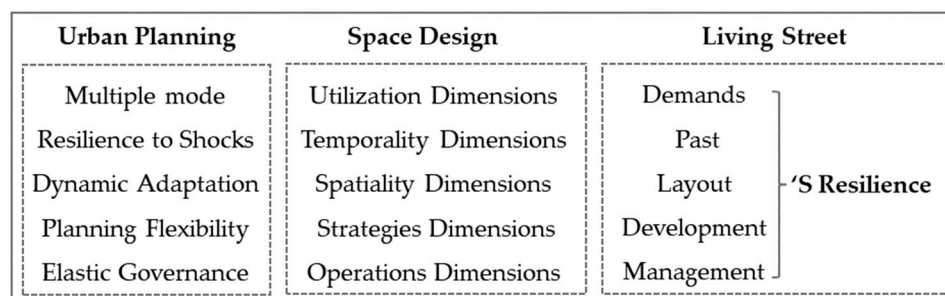 Urban Planning
Multiple mode
Resilience to Shocks
Dynamic Adaptation
Planning Flexibility
Elastic Governance
Space Design
Utilization Dimensions
Temporality Dimensions
Spatiality Dimensions
Strategies Dimensions
Operations Dimensions
Living Street
Demands
Past
Layout
Development
Management
‘S Resilience